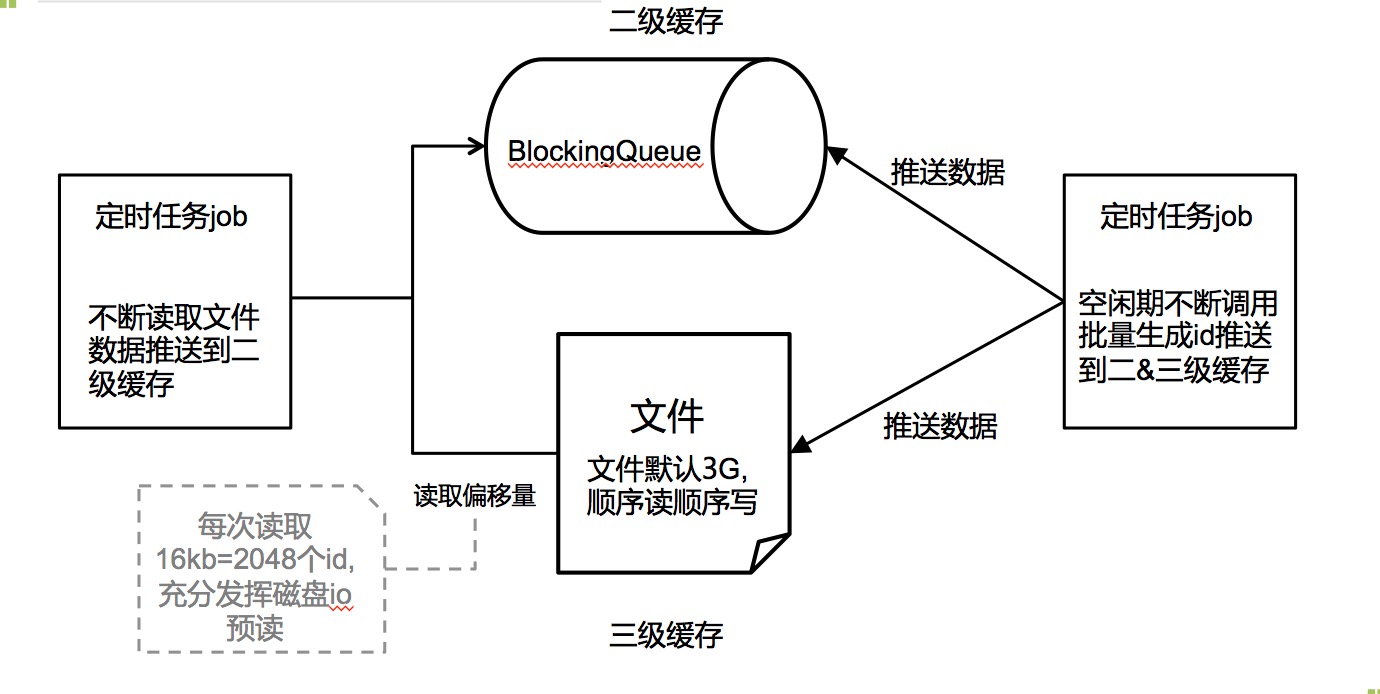 二级缓存
BlockingQueue
推送数据
定时任务job
不断读取文件
数据推送到二
级缓存
定时任务job
空闲期不断调用
批量生成id推送
到二&三级缓存
文件
文件默认3G,
顺序读顺序写
推送数据
读取偏移量
每次读取
16kb=2048个id,
充分发挥磁盘io
预读
三级缓存